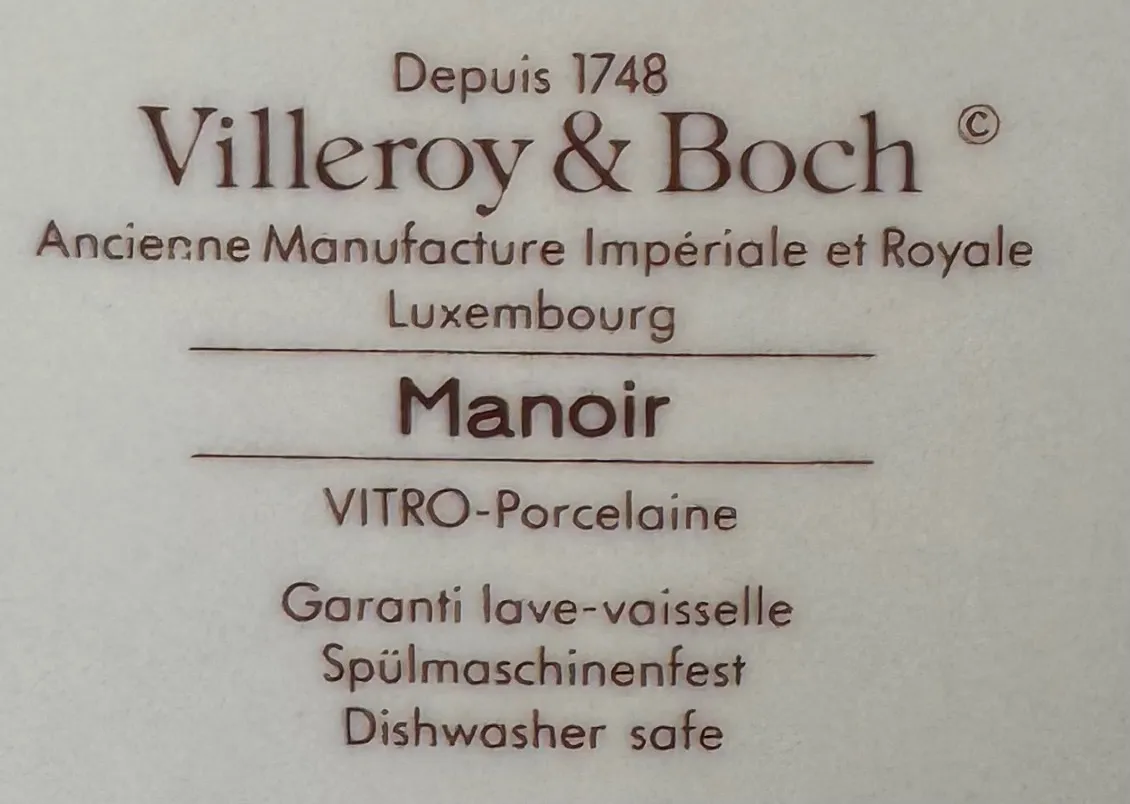 Depuis 1748
Villeroy & Boch ©
Ancienne Manufacture Impériale et Royale
Luxembourg
Manoir
VITRO-Porcelaine
Garanti lave-vaisselle
Spülmaschinenfest
Dishwasher safe